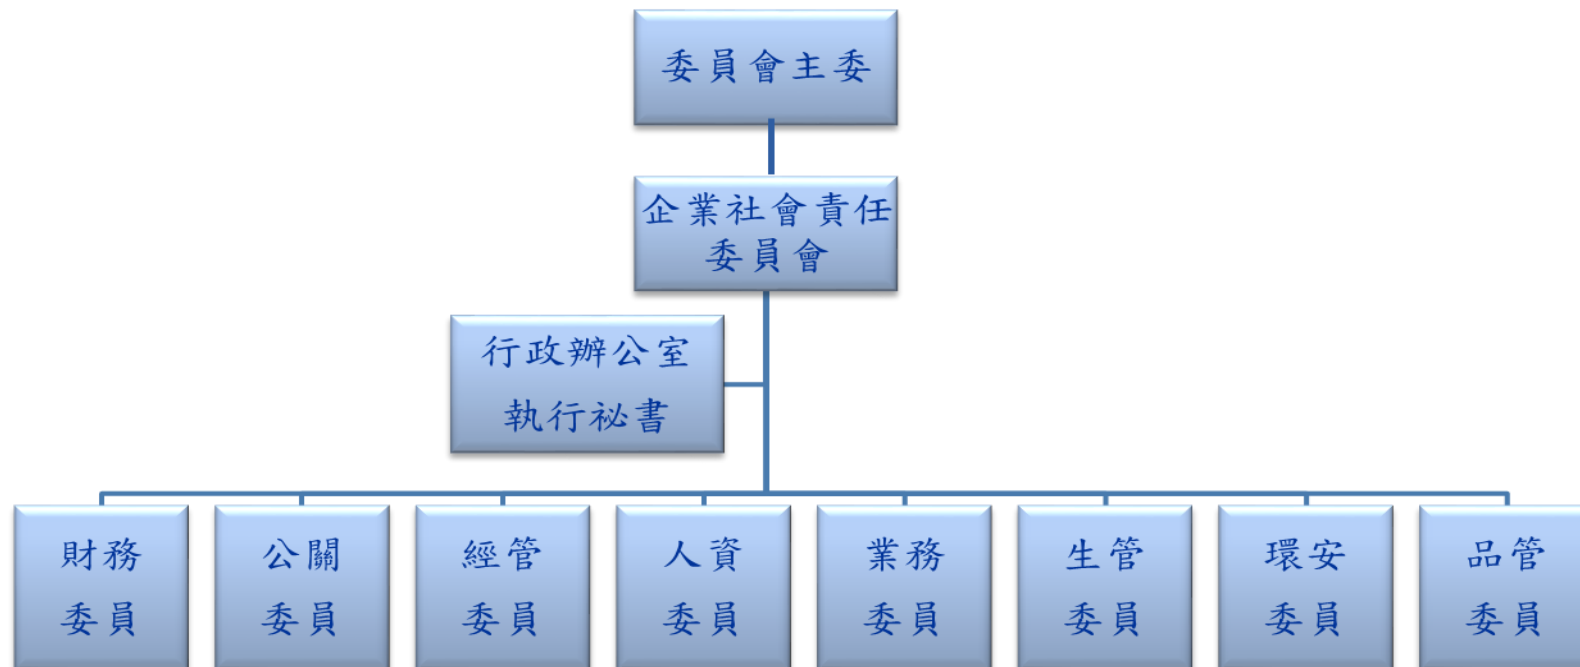 委員會主委
企業社會責任
委員會
行政辦公室
執行祕書
財務
委員
公關
委員
經管
委員
人資
委員
業務
委員
生管
委員
環安
委員
品管
委員